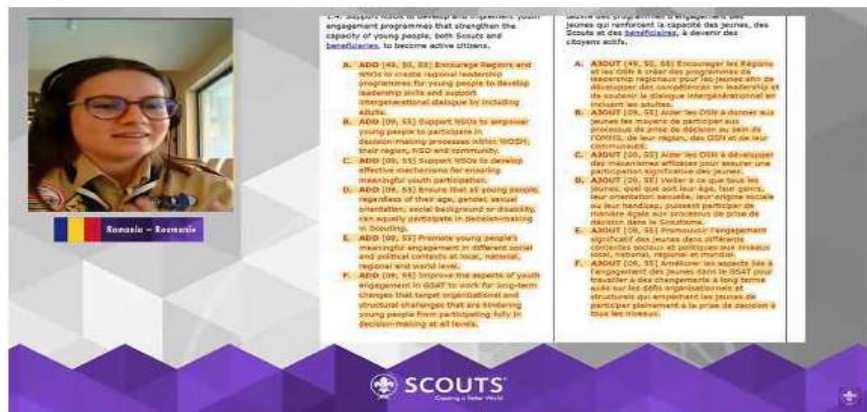 1.4. Support NSOs to develop and implement youth
engagement programmes that strengthen the
capacity of young people, both Scouts and
beneficiaries, to become active citizens.
A. ADD [49, 50, 55] Encourage Regions and
NSOs to create regional leadership
programmes for young people to develop
leadership skills and support
intergenerational dialogue by including
adults.
B. ADD [09, 55] Support NSOs to empower
young people to participate in
decision-making processes within WOSM,
their region, NSO and community.
C. ADD [09, 55] Support NSOs to develop
effective mechanisms for ensuring
meaningful youth participation.
D. ADD [09, 55] Ensure that all young people,
regardless of their age, gender, sexual
orientation, social background or disability,
can equally participate in decision-making
in Scouting.
E. ADD [09, 55] Promote young people's
meaningful engagement in different social
and political contexts at local, national,
regional and world level.
F. ADD [09, 55] Improve the aspects of youth
engagement in GSAT to work for long-term
changes that target organizational and
structural challenges that are hindering
young people from participating fully in
decision-making at all levels.
œuvre des programmes d'engagement des
jeunes qui renforcent la capacité des jeunes, des
Scouts et des bénéficiaires, à devenir des
citoyens actifs.
A. AJOUT [49, 50, 55] Encourager les Régions
et les OSN à créer des programmes de
leadership régionaux pour les jeunes afin de
développer des compétences en leadership et
de soutenir le dialogue intergénérationnel en
incluant les adultes.
B. AJOUT [09, 55] Aider les OSN à donner aux
jeunes les moyens de participer aux
processus de prise de décision au sein de
l'OMMS, de leur région, des OSN et de leur
communauté.
C. AJOUT [09, 55] Aider les OSN à développer
des mécanismes efficaces pour assurer une
participation significative des jeunes.
D. AJOUT [09, 55] Veiller à ce que tous les
jeunes, quel que soit leur âge, leur genre,
leur orientation sexuelle, leur origine sociale
ou leur handicap, puissent participer de
manière égale aux processus de prise de
décision dans le Scoutisme.
E. AJOUT [09, 55] Promouvoir l'engagement
significatif des jeunes dans différents
contextes sociaux et politiques aux niveaux
local, national, régional et mondial.
F. AJOUT [09, 55] Améliorer les aspects liés à
l'engagement des jeunes dans le GSAT pour
travailler à des changements à long terme
axés sur les défis organisationnels et
structurels qui empêchent les jeunes de
participer pleinement à la prise de décision à
tous les niveaux.
Romania – Roumanie
SCOUTS
Creating a Better World